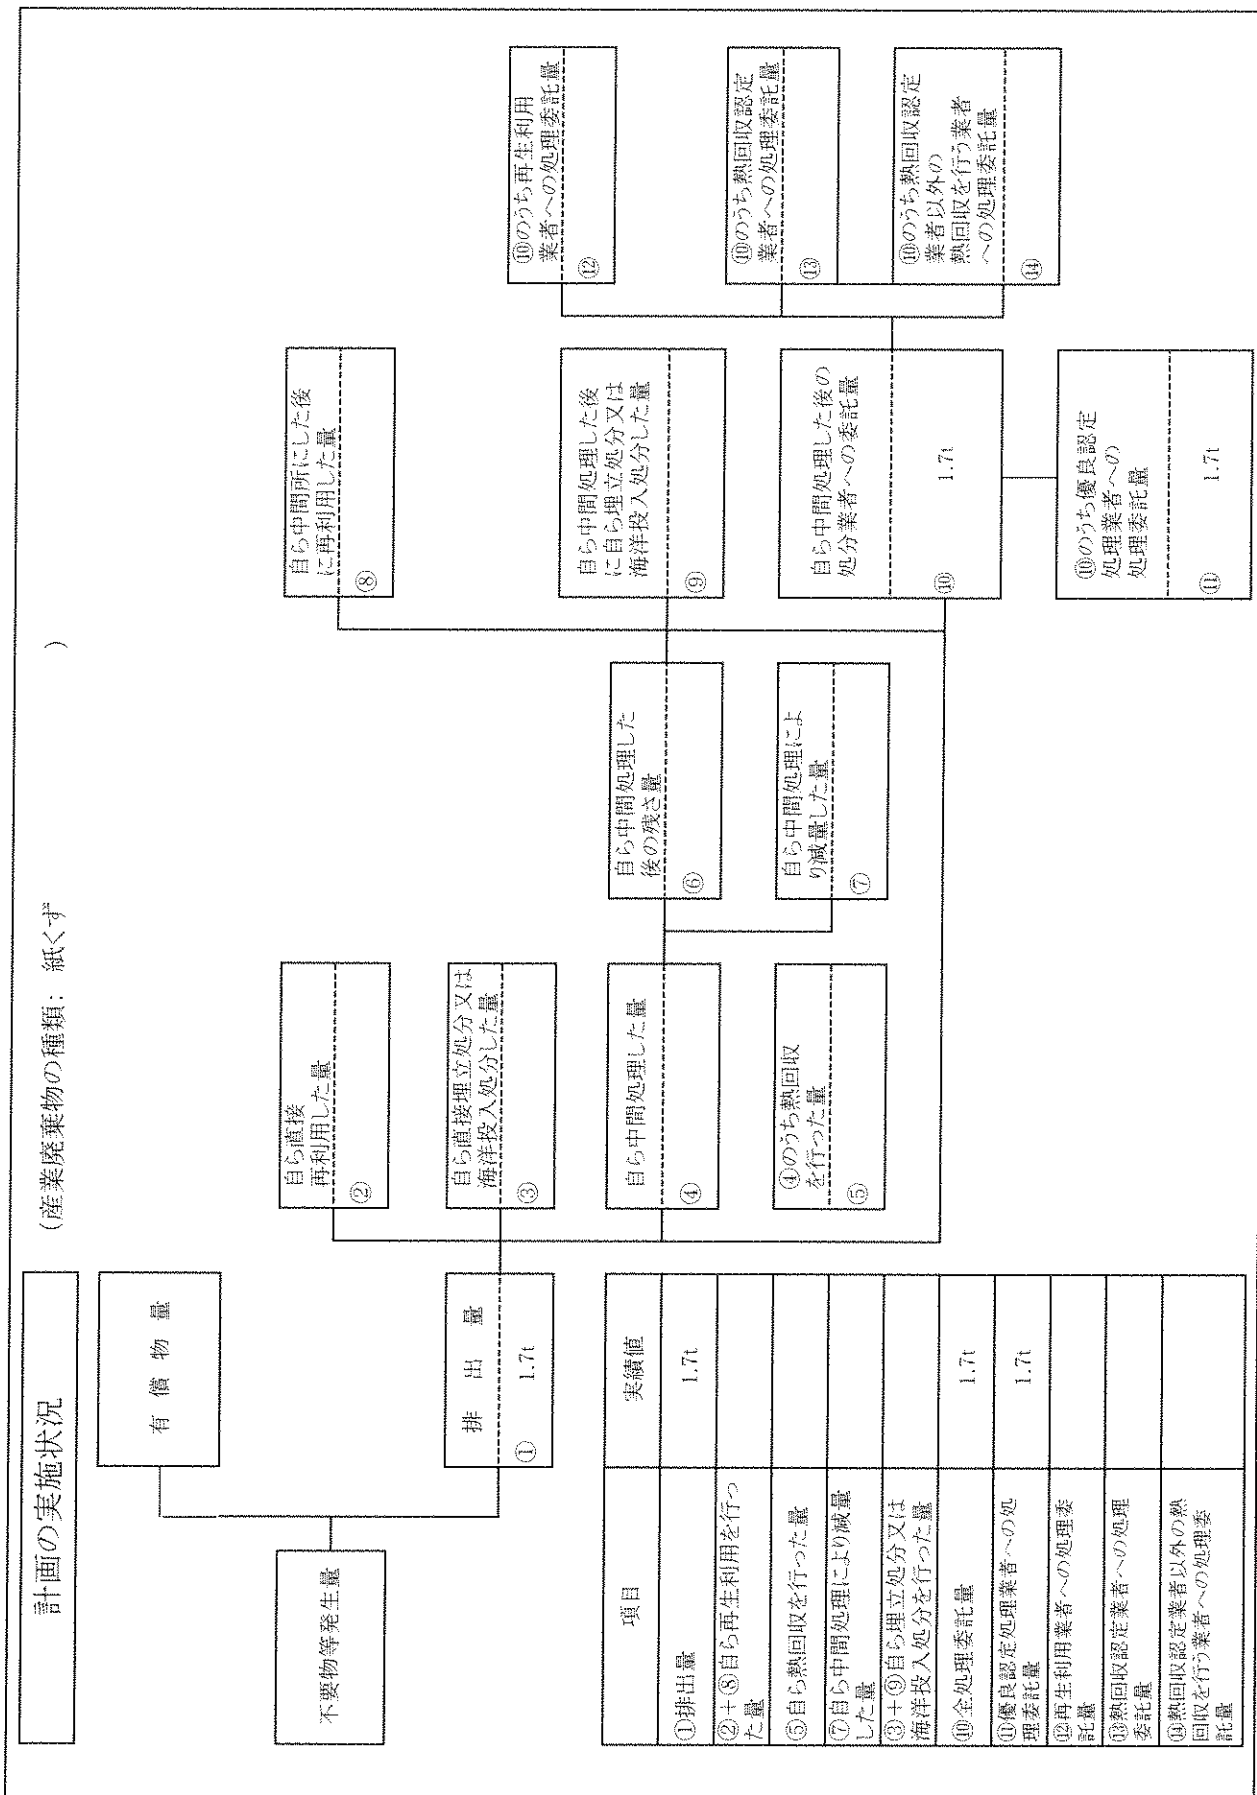 計画の実施状況
(産業廃棄物の種類： 紙くず )
有 償 物 量
不要物等発生量
排 出 量
① 1.7t
自ら直接
再利用した量
②
自ら直接埋立処分又は
海洋投入処分した量
③
自ら中間処理した量
④
④のうち熱回収
を行った量
⑤
自ら中間処理した
後の残さ量
⑥
自ら中間処理によ
り減量した量
⑦
自ら中間所にした後
に再利用した量
⑧
自ら中間処理した後
に自ら埋立処分又は
海洋投入処分した量
⑨
自ら中間処理した後の
処分業者への委託量
⑩ 1.7t
⑩のうち優良認定
処理業者への
処理委託量
⑪ 1.7t
⑩のうち再生利用
業者への処理委託量
⑫
⑩のうち熱回収認定
業者への処理委託量
⑬
⑩のうち熱回収認定
業者以外の
熱回収を行う業者
への処理委託量
⑭
項目 実績値
①排出量 1.7t
②＋⑧自ら再生利用を行っ
た量
⑤自ら熱回収を行った量
⑦自ら中間処理により減量
した量
③＋⑨自ら埋立処分又は
海洋投入処分を行った量
⑩全処理委託量 1.7t
⑪優良認定処理業者への処
理委託量 1.7t
⑫再生利用業者への処理委
託量
⑬熱回収認定業者への処理
委託量
⑭熱回収認定業者以外の熱
回収を行う業者への処理委
託量